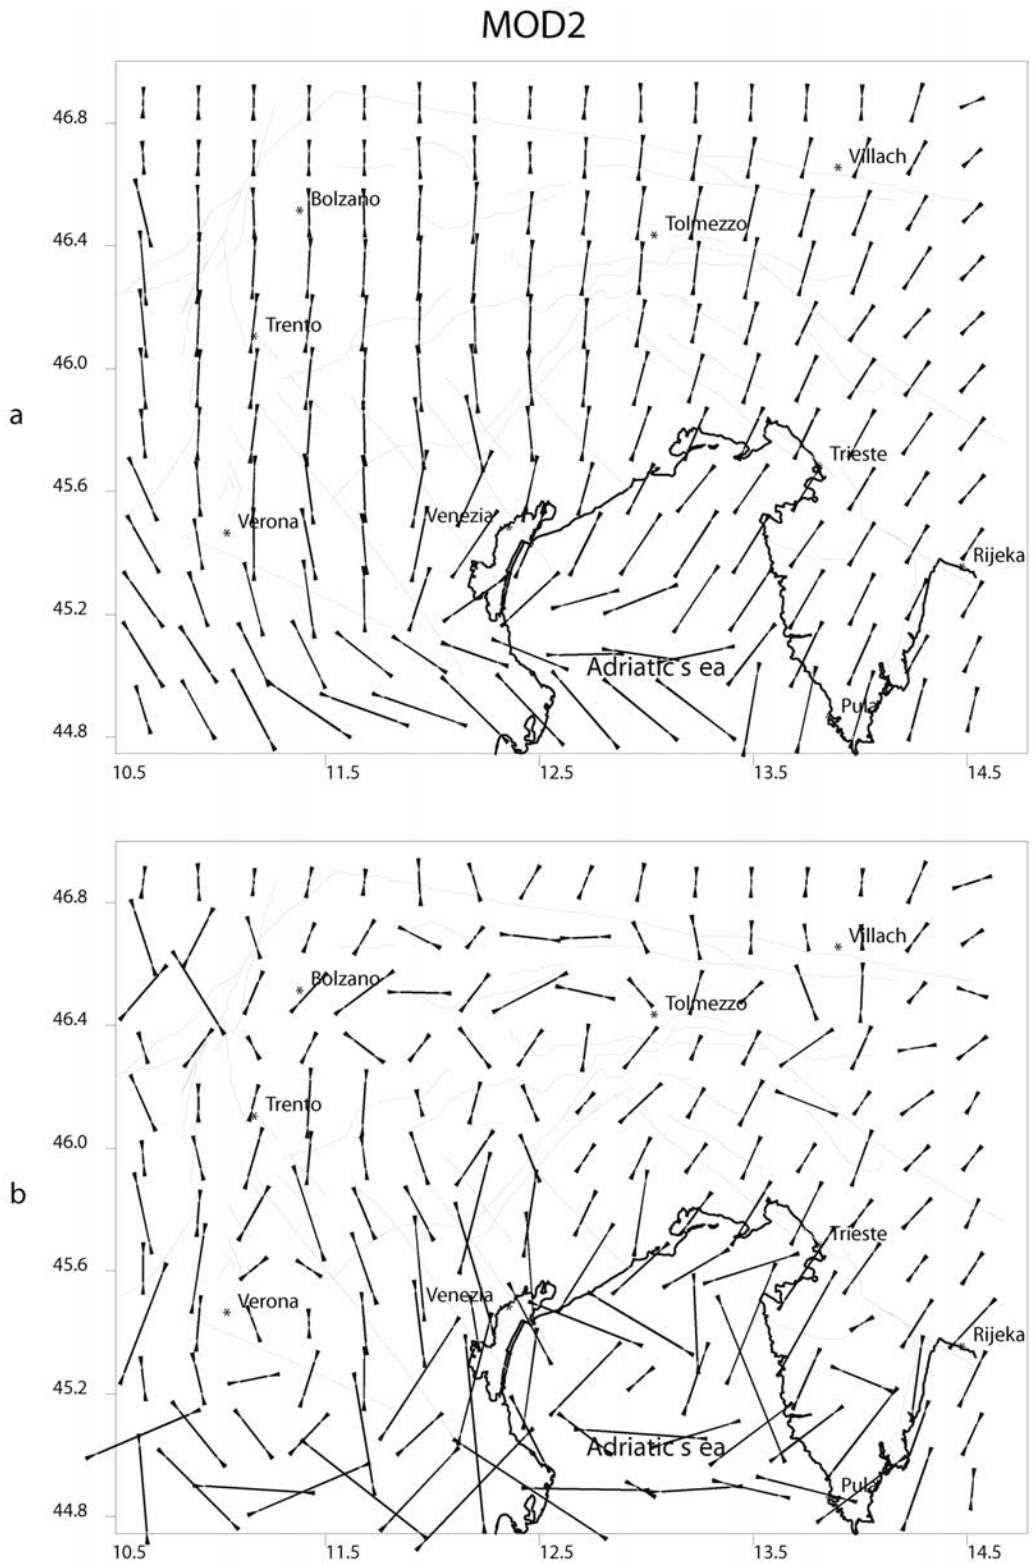 MOD2
a
46.8
46.4
46.0
45.6
45.2
44.8
10.5 11.5 12.5 13.5 14.5
Villach
Bolzano
Tolmezzo
Trento
Trieste
Verona
Venezia
Rijeka
Adriatic s ea
Pula
b
46.8
46.4
46.0
45.6
45.2
44.8
10.5 11.5 12.5 13.5 14.5
Villach
Bolzano
Tolmezzo
Trento
Trieste
Verona
Venezia
Rijeka
Adriatic s ea
Pula